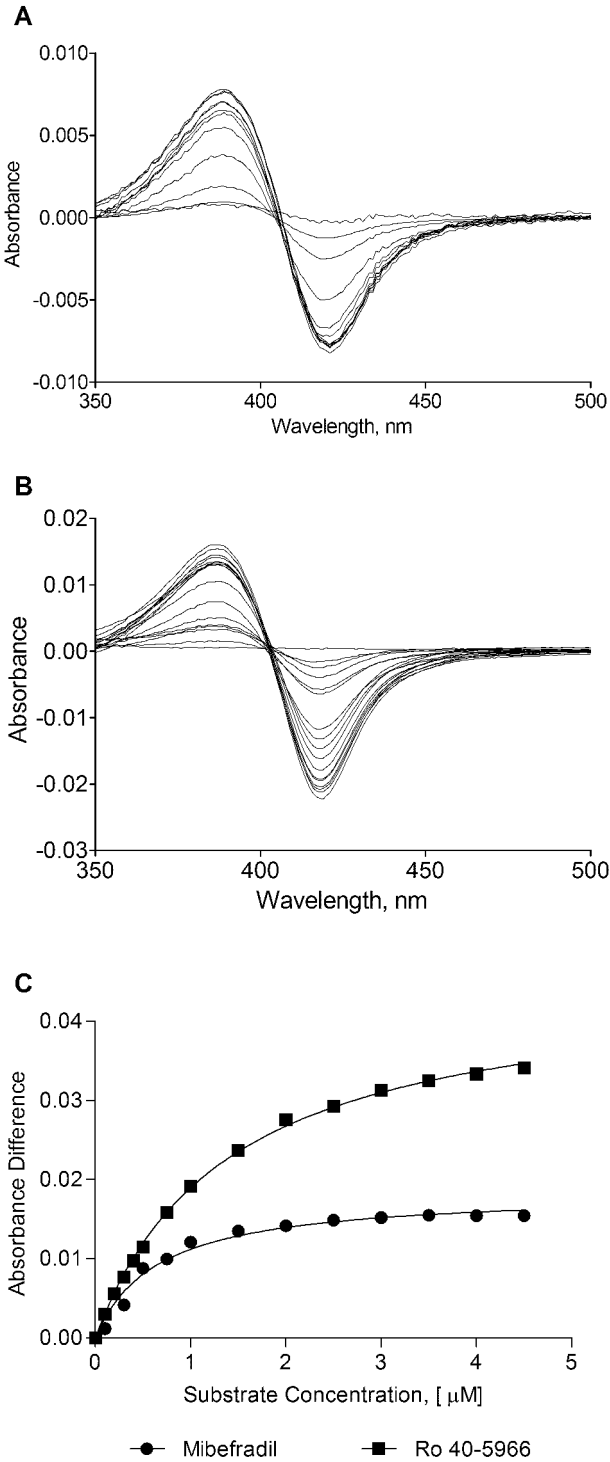 A
0.010
0.005
0.000
-0.005
-0.010
Absorbance
350
400
450
500
Wavelength, nm
B
0.02
0.01
0.00
-0.01
-0.02
-0.03
Absorbance
350
400
450
500
Wavelength, nm
C
0.04
0.03
0.02
0.01
0.00
Absorbance Difference
0
1
2
3
4
5
Substrate Concentration, [ μM]
Mibefradil
Ro 40-5966